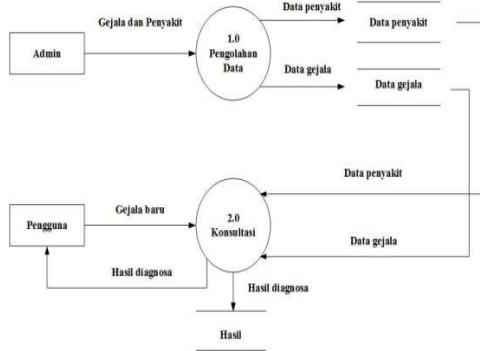 Data penyakit
Gejala dan Penyakit
Data penyakit
1.0
Pengolahan
Data
Admin
Data gejala
Data gejala
Data penyakit
Gejala baru
2.0
Konsultasi
Pengguna
Data gejala
Hasil diagnosa
Hasil diagnosa
Hasil